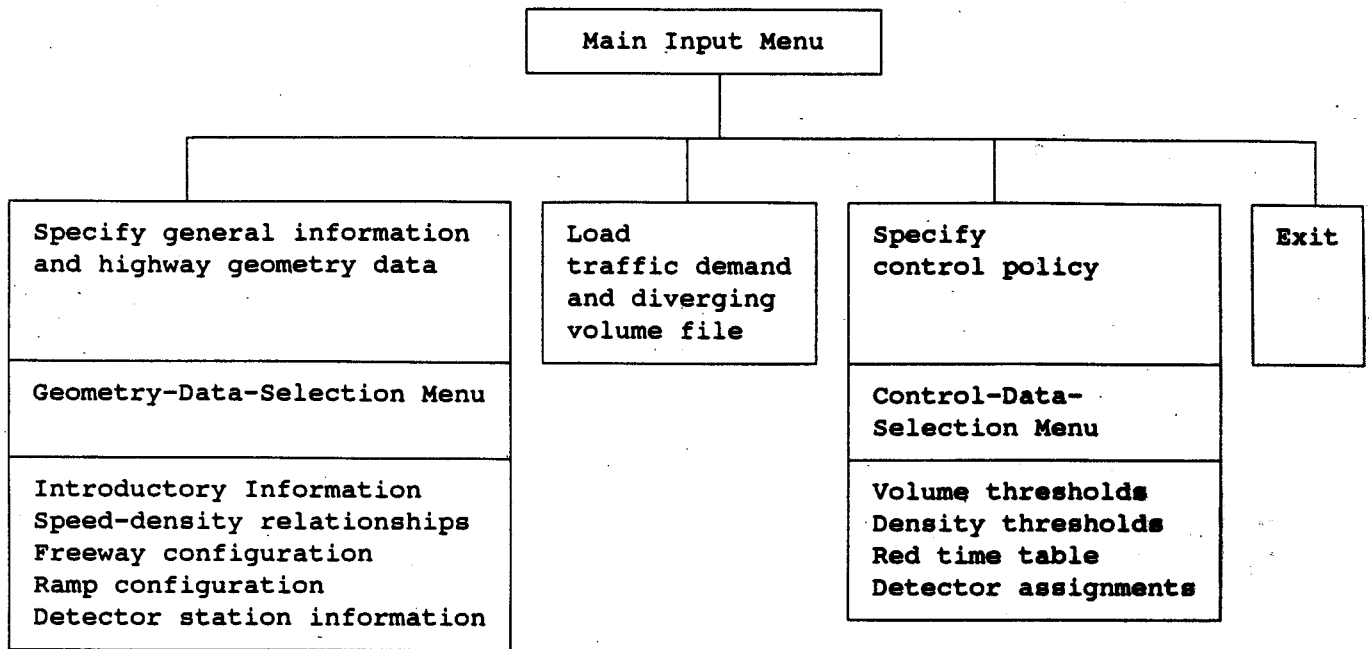 Main Input Menu
Specify general information
and highway geometry data
Geometry-Data-Selection Menu
Introductory Information
Speed-density relationships
Freeway configuration
Ramp configuration
Detector station information
Load
traffic demand
and diverging
volume file
Specify
control policy
Control-Data-
Selection Menu
Volume thresholds
Density thresholds
Red time table
Detector assignments
Exit